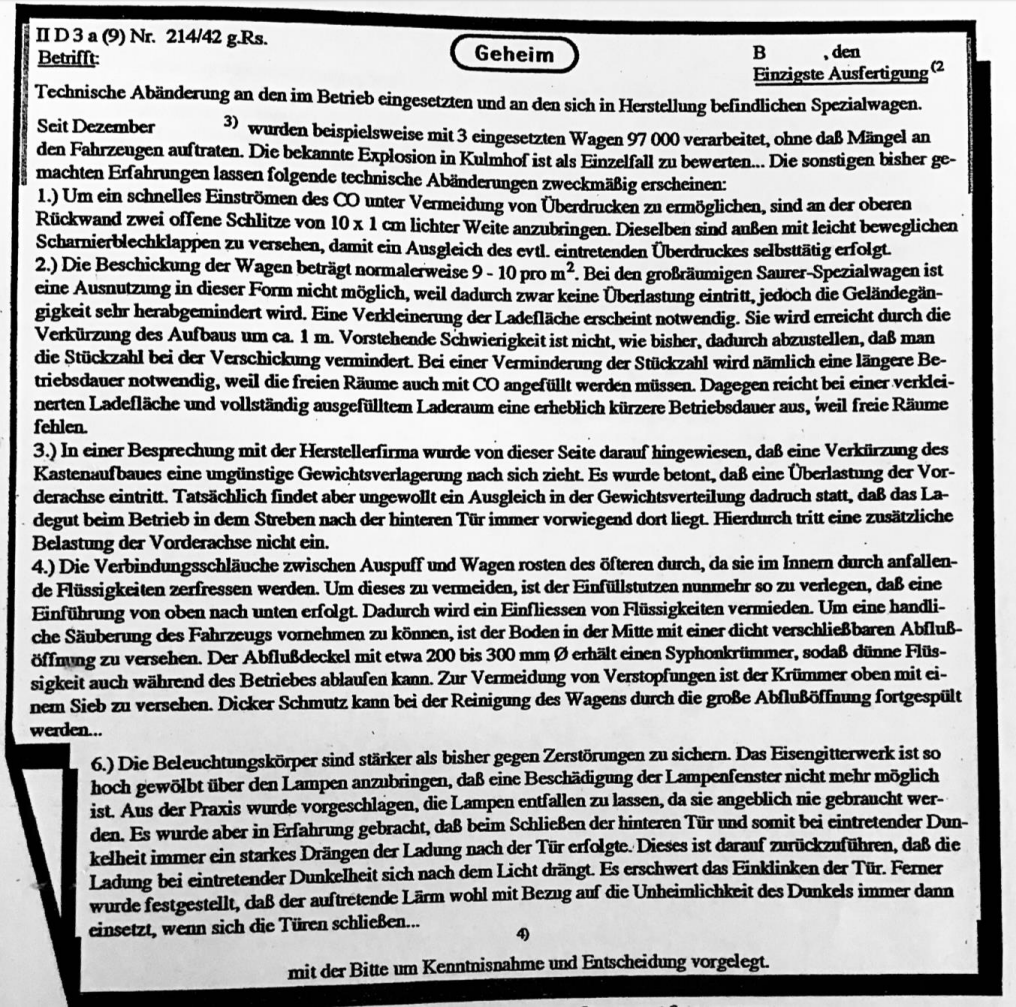 II D 3 a (9) Nr. 214/42 g.Rs.
Geheim
B , den
Betrifft:
Einzigste Ausfertigung (2
Technische Abänderung an den im Betrieb eingesetzten und an den sich in Herstellung befindlichen Spezialwagen.
Seit Dezember 3) wurden beispielsweise mit 3 eingesetzten Wagen 97 000 verarbeitet, ohne daß Mängel an
den Fahrzeugen auftraten. Die bekannte Explosion in Kulmhof ist als Einzelfall zu bewerten... Die sonstigen bisher ge-
machten Erfahrungen lassen folgende technische Abänderungen zweckmäßig erscheinen:
1.) Um ein schnelles Einströmen des CO unter Vermeidung von Überdrucken zu ermöglichen, sind an der oberen
Rückwand zwei offene Schlitze von 10 x 1 cm lichter Weite anzubringen. Dieselben sind außen mit leicht beweglichen
Scharnierblechklappen zu versehen, damit ein Ausgleich des evtl. eintretenden Überdruckes selbsttätig erfolgt.
2.) Die Beschickung der Wagen beträgt normalerweise 9 - 10 pro m². Bei den großräumigen Saurer-Spezialwagen ist
eine Ausnutzung in dieser Form nicht möglich, weil dadurch zwar keine Überlastung eintritt, jedoch die Geländegän-
gigkeit sehr herabgemindert wird. Eine Verkleinerung der Ladefläche erscheint notwendig. Sie wird erreicht durch die
Verkürzung des Aufbaus um ca. 1 m. Vorstehende Schwierigkeit ist nicht, wie bisher, dadurch abzustellen, daß man
die Stückzahl bei der Verschickung vermindert. Bei einer Verminderung der Stückzahl wird nämlich eine längere Be-
triebsdauer notwendig, weil die freien Räume auch mit CO angefüllt werden müssen. Dagegen reicht bei einer verklei-
nerten Ladefläche und vollständig ausgefülltem Laderaum eine erheblich kürzere Betriebsdauer aus, weil freie Räume
fehlen.
3.) In einer Besprechung mit der Herstellerfirma wurde von dieser Seite darauf hingewiesen, daß eine Verkürzung des
Kastenaufbaues eine ungünstige Gewichtsverlagerung nach sich zieht. Es wurde betont, daß eine Überlastung der Vor-
derachse eintritt. Tatsächlich findet aber ungewollt ein Ausgleich in der Gewichtsverteilung dadruch statt, daß das La-
degut beim Betrieb in dem Streben nach der hinteren Tür immer vorwiegend dort liegt. Hierdurch tritt eine zusätzliche
Belastung der Vorderachse nicht ein.
4.) Die Verbindungsschläuche zwischen Auspuff und Wagen rosten des öfteren durch, da sie im Innern durch anfallen-
de Flüssigkeiten zerfressen werden. Um dieses zu vermeiden, ist der Einfüllstutzen nunmehr so zu verlegen, daß eine
Einführung von oben nach unten erfolgt. Dadurch wird ein Einfliessen von Flüssigkeiten vermieden. Um eine handli-
che Säuberung des Fahrzeugs vornehmen zu können, ist der Boden in der Mitte mit einer dicht verschließbaren Abfluß-
öffnung zu versehen. Der Abflußdeckel mit etwa 200 bis 300 mm Ø erhält einen Syphonkrümmer, sodaß dünne Flüs-
sigkeit auch während des Betriebes ablaufen kann. Zur Vermeidung von Verstopfungen ist der Krümmer oben mit ei-
nem Sieb zu versehen. Dicker Schmutz kann bei der Reinigung des Wagens durch die große Abflußöffnung fortgespült
werden...
6.) Die Beleuchtungskörper sind stärker als bisher gegen Zerstörungen zu sichern. Das Eisengitterwerk ist so
hoch gewölbt über den Lampen anzubringen, daß eine Beschädigung der Lampenfenster nicht mehr möglich
ist. Aus der Praxis wurde vorgeschlagen, die Lampen entfallen zu lassen, da sie angeblich nie gebraucht wer-
den. Es wurde aber in Erfahrung gebracht, daß beim Schließen der hinteren Tür und somit bei eintretender Dun-
kelheit immer ein starkes Drängen der Ladung nach der Tür erfolgte. Dieses ist darauf zurückzuführen, daß die
Ladung bei eintretender Dunkelheit sich nach dem Licht drängt. Es erschwert das Einklinken der Tür. Ferner
wurde festgestellt, daß der auftretende Lärm wohl mit Bezug auf die Unheimlichkeit des Dunkels immer dann
einsetzt, wenn sich die Türen schließen...
4)
mit der Bitte um Kenntnisnahme und Entscheidung vorgelegt.